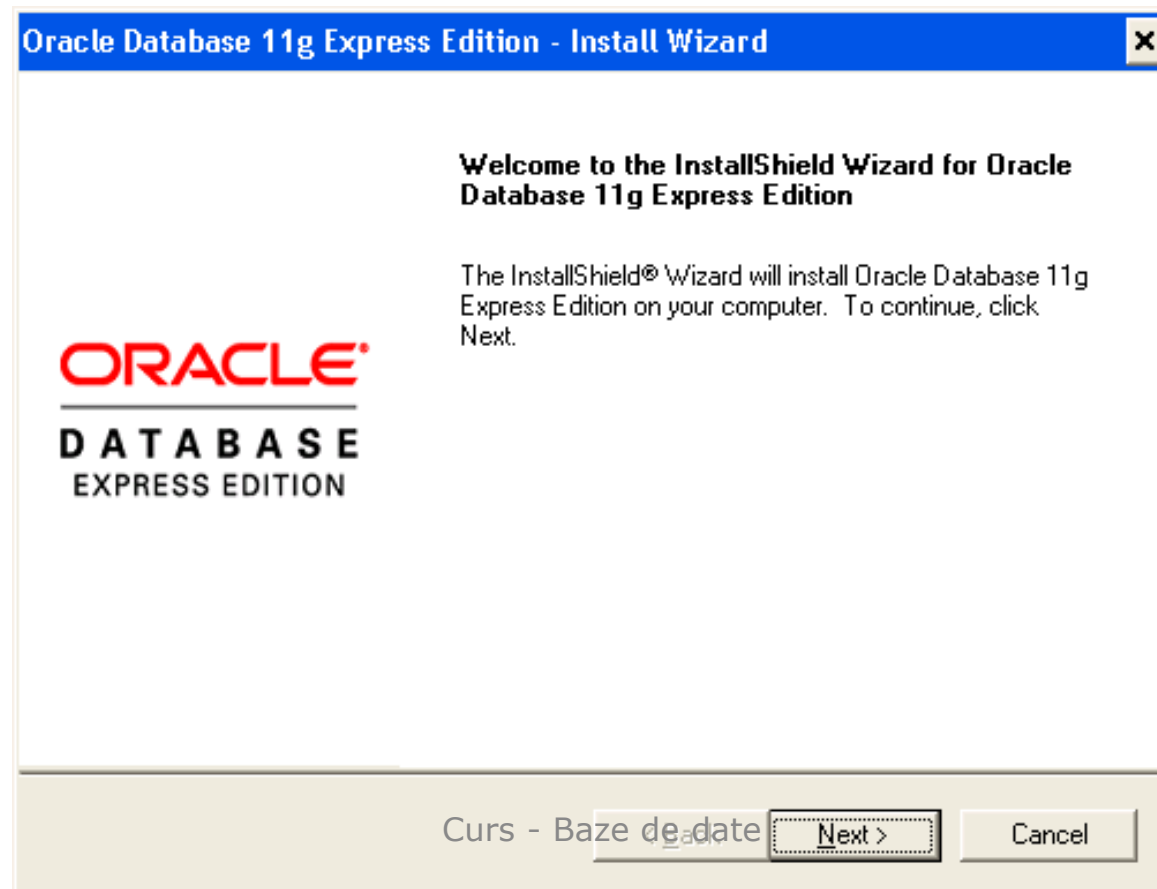 Oracle Database 11g Express Edition - Install Wizard
Welcome to the InstallShield Wizard for Oracle
Database 11g Express Edition
The InstallShield® Wizard will install Oracle Database 11g
Express Edition on your computer. To continue, click
Next.
ORACLE
DATABASE
EXPRESS EDITION
Curs - Baze de date
< Back
Next >
Cancel